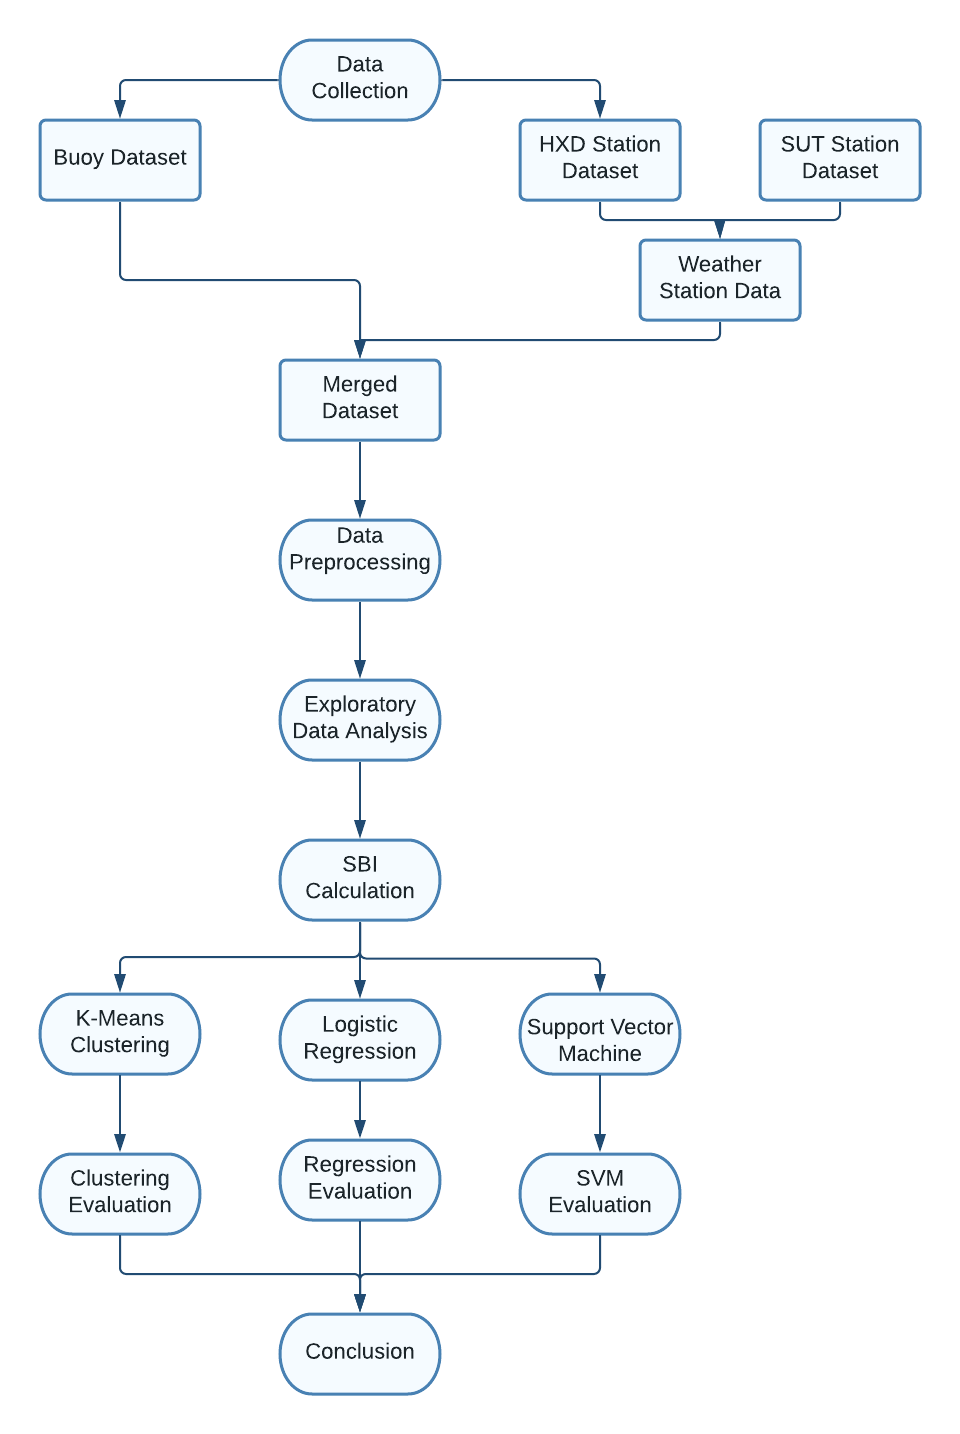 Data
Collection
Buoy Dataset
HXD Station
Dataset
SUT Station
Dataset
Weather
Station Data
Merged
Dataset
Data
Preprocessing
Exploratory
Data Analysis
SBI
Calculation
K-Means
Clustering
Logistic
Regression
Support Vector
Machine
Clustering
Evaluation
Regression
Evaluation
SVM
Evaluation
Conclusion